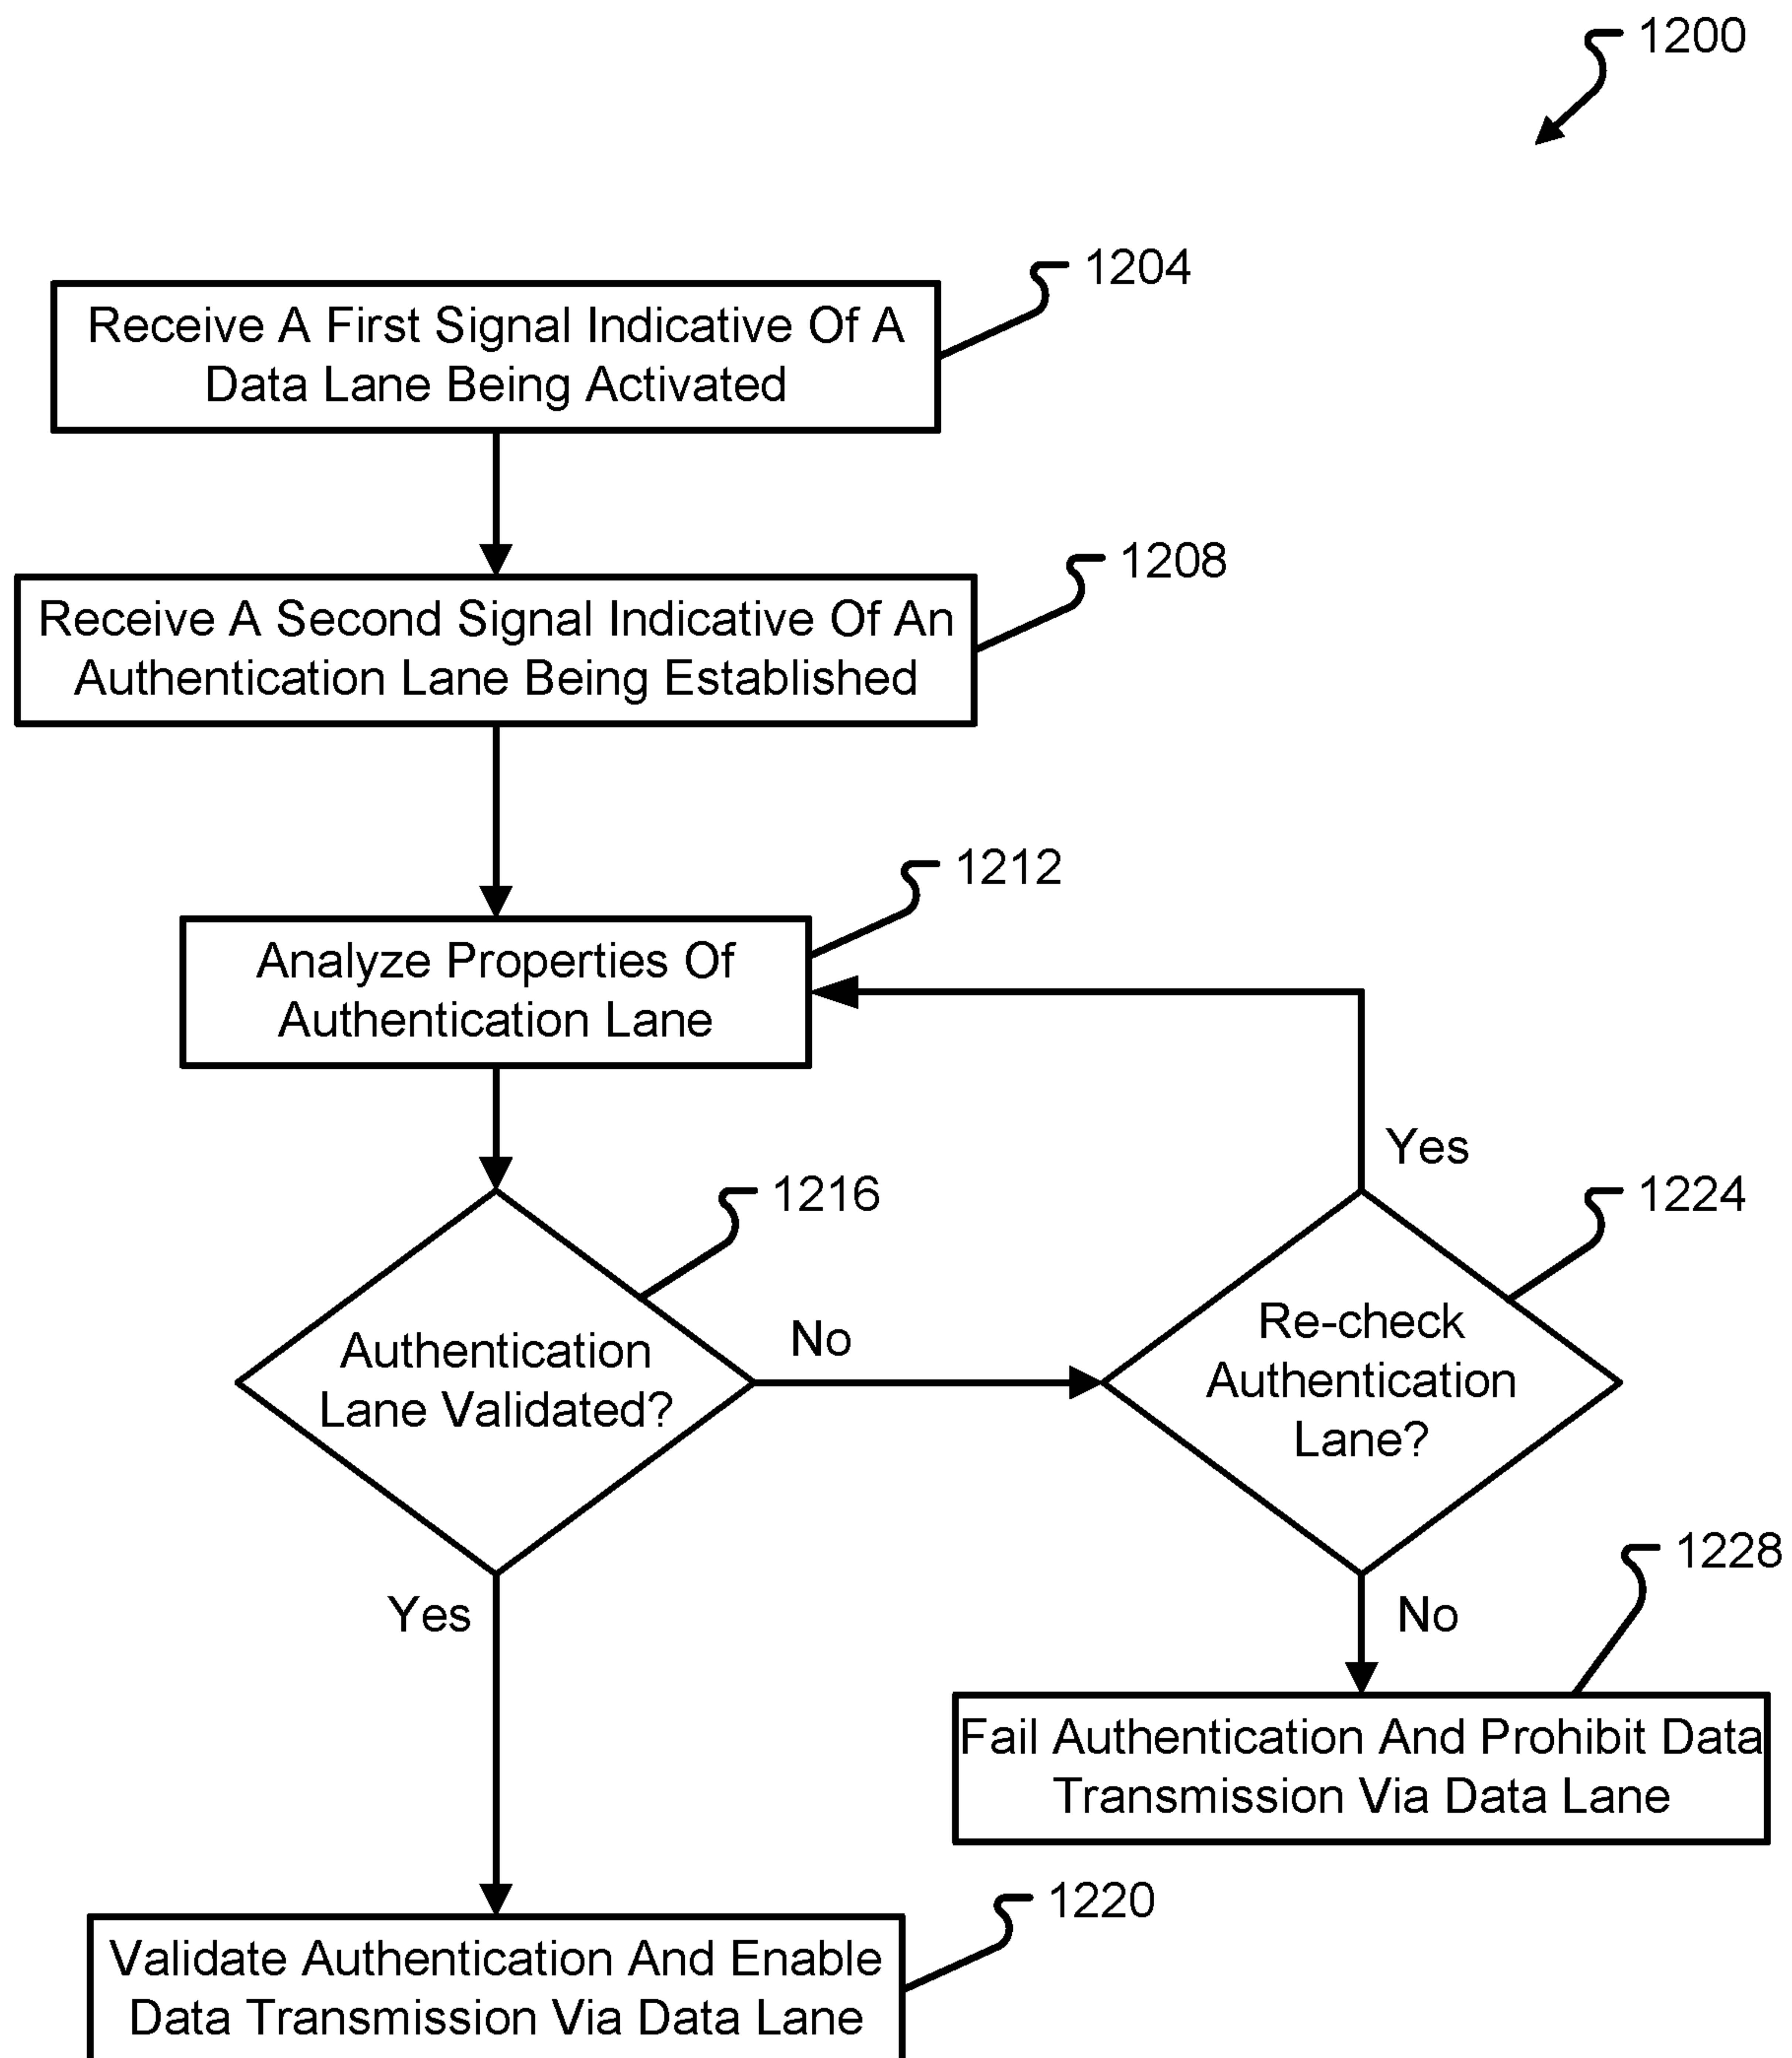 1200
1204
Receive A First Signal Indicative Of A
Data Lane Being Activated
1208
Receive A Second Signal Indicative Of An
Authentication Lane Being Established
1212
Analyze Properties Of
Authentication Lane
Yes
1216
1224
Authentication
Lane Validated?
No
Re-check
Authentication
Lane?
Yes
No
1228
Fail Authentication And Prohibit Data
Transmission Via Data Lane
1220
Validate Authentication And Enable
Data Transmission Via Data Lane